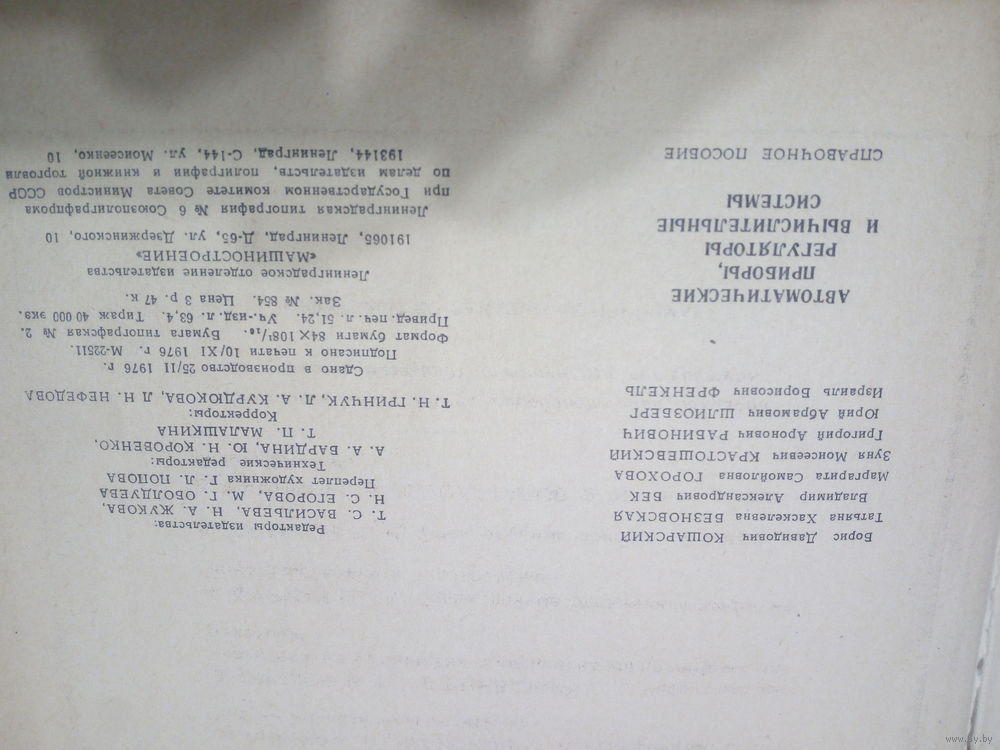 Борис Давидович КОШАРСКИЙ
Татьяна Хаскелевна БЕЗНОВСКАЯ
Владимир Александрович БЕК
Маргарита Самойловна ГОРОХОВА
Зуня Моисеевич КРАСТОШЕВСКИЙ
Григорий Аронович РАБИНОВИЧ
Юрий Абрамович ШЛИОЗБЕРГ
Израиль Борисович ФРЕНКЕЛЬ
АВТОМАТИЧЕСКИЕ
ПРИБОРЫ,
РЕГУЛЯТОРЫ
И ВЫЧИСЛИТЕЛЬНЫЕ
СИСТЕМЫ
СПРАВОЧНОЕ ПОСОБИЕ
Редакторы издательства:
Т. С. ВАСИЛЬЕВА, Н. А. ЖУКОВА,
Н. С. ЕГОРОВА, М. Г. ОБОЛДУЕВА
Переплет художника Г. Л. ПОПОВА
Технические редакторы:
А. А. БАРДИНА, Ю. Н. КОРОВЕНКО,
Т. П. МАЛАШКИНА
Корректоры:
Т. Н. ГРИНЧУК, Л. А. КУРДЮКОВА, Л Н. НЕФЕДОВА
Сдано в производство 25/II 1976 г.
Подписано к печати 10/XI 1976 г. М-22511.
Формат бумаги 84×108¹/₁₆. Бумага типографская № 2.
Привед. печ. л. 51,24. Уч.-изд. л. 63,4. Тираж 40 000 экз.
Зак. № 854. Цена 3 р. 47 к.
Ленинградское отделение издательства
«МАШИНОСТРОЕНИЕ»
191065, Ленинград, Д-65, ул. Дзержинского, 10
Ленинградская типография № 6 Союзполиграфпрома
при Государственном комитете Совета Министров СССР
по делам издательств, полиграфии и книжной торговли
193144, Ленинград, С-144, ул. Моисеенко, 10
www.ay.by